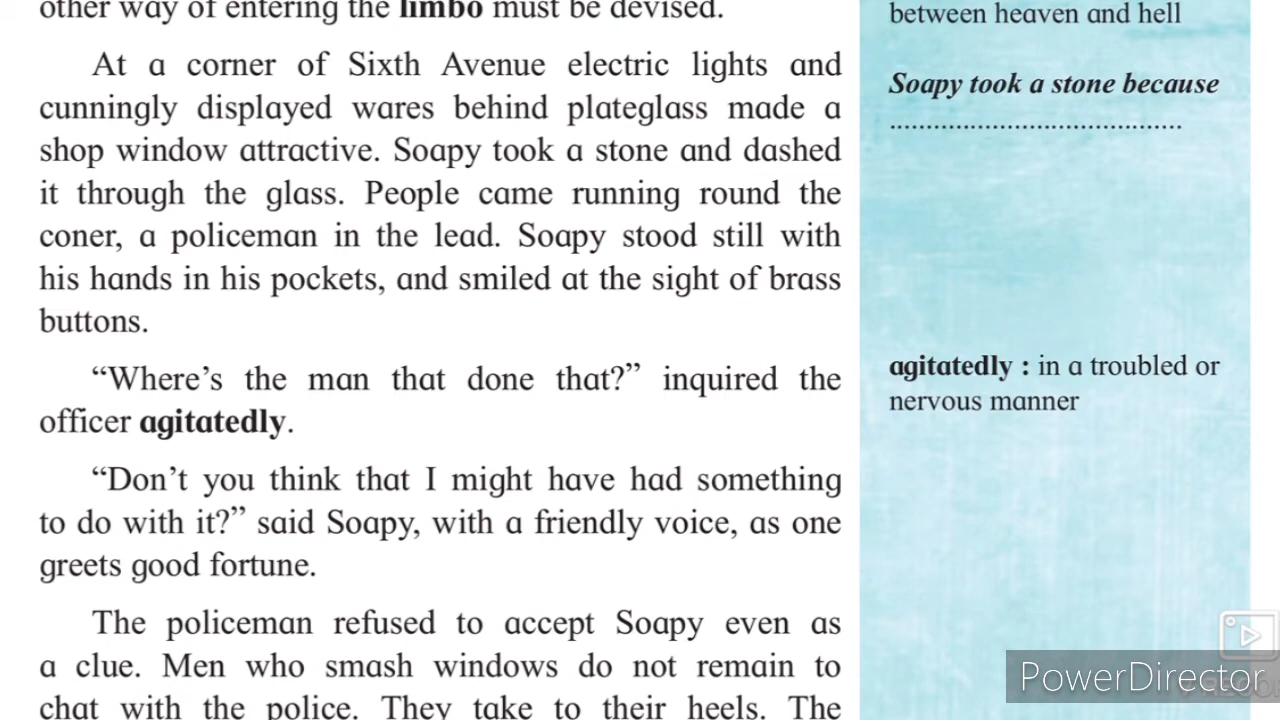 other way of entering the limbo must be devised.
At a corner of Sixth Avenue electric lights and
cunningly displayed wares behind plateglass made a
shop window attractive. Soapy took a stone and dashed
it through the glass. People came running round the
coner, a policeman in the lead. Soapy stood still with
his hands in his pockets, and smiled at the sight of brass
buttons.
“Where’s the man that done that?” inquired the
officer agitatedly.
“Don’t you think that I might have had something
to do with it?” said Soapy, with a friendly voice, as one
greets good fortune.
The policeman refused to accept Soapy even as
a clue. Men who smash windows do not remain to
chat with the police. They take to their heels. The
between heaven and hell
Soapy took a stone because
.......................................
agitatedly : in a troubled or
nervous manner
PowerDirector